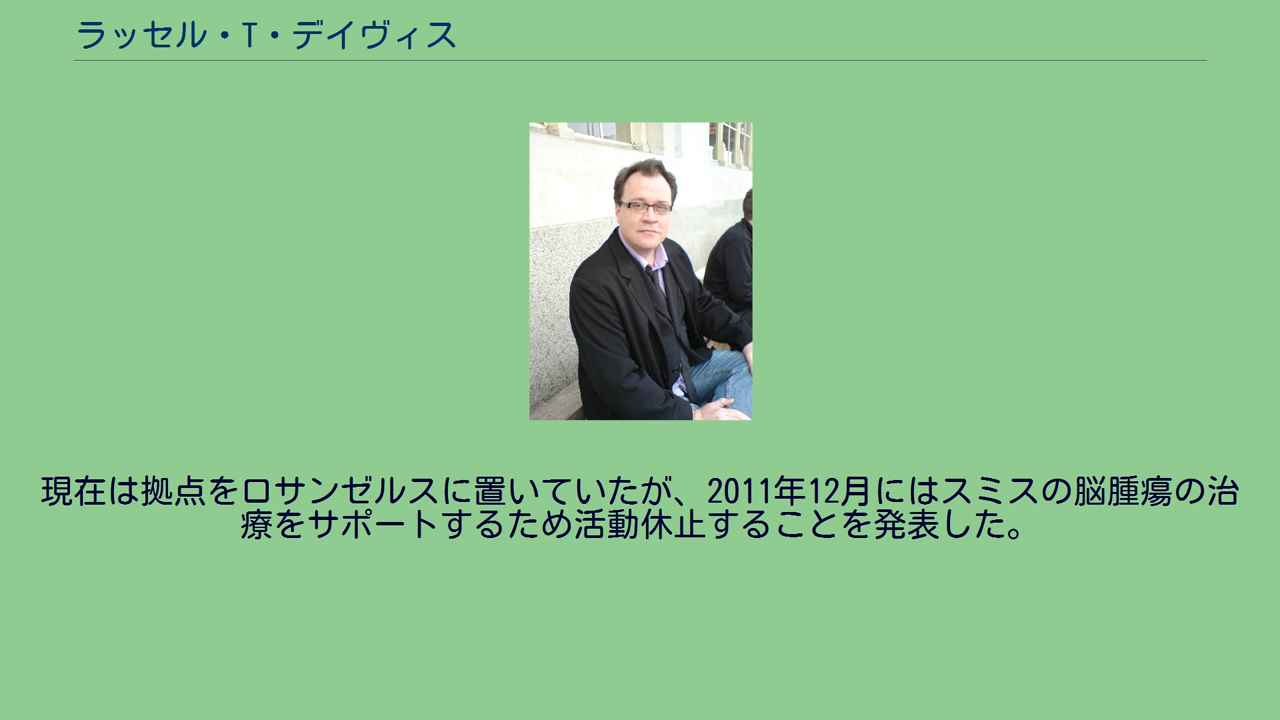 ラッセル・T・デイヴィス
現在は拠点をロサンゼルスに置いていたが、2011年12月にはスミスの脳腫瘍の治
療をサポートするため活動休止することを発表した。